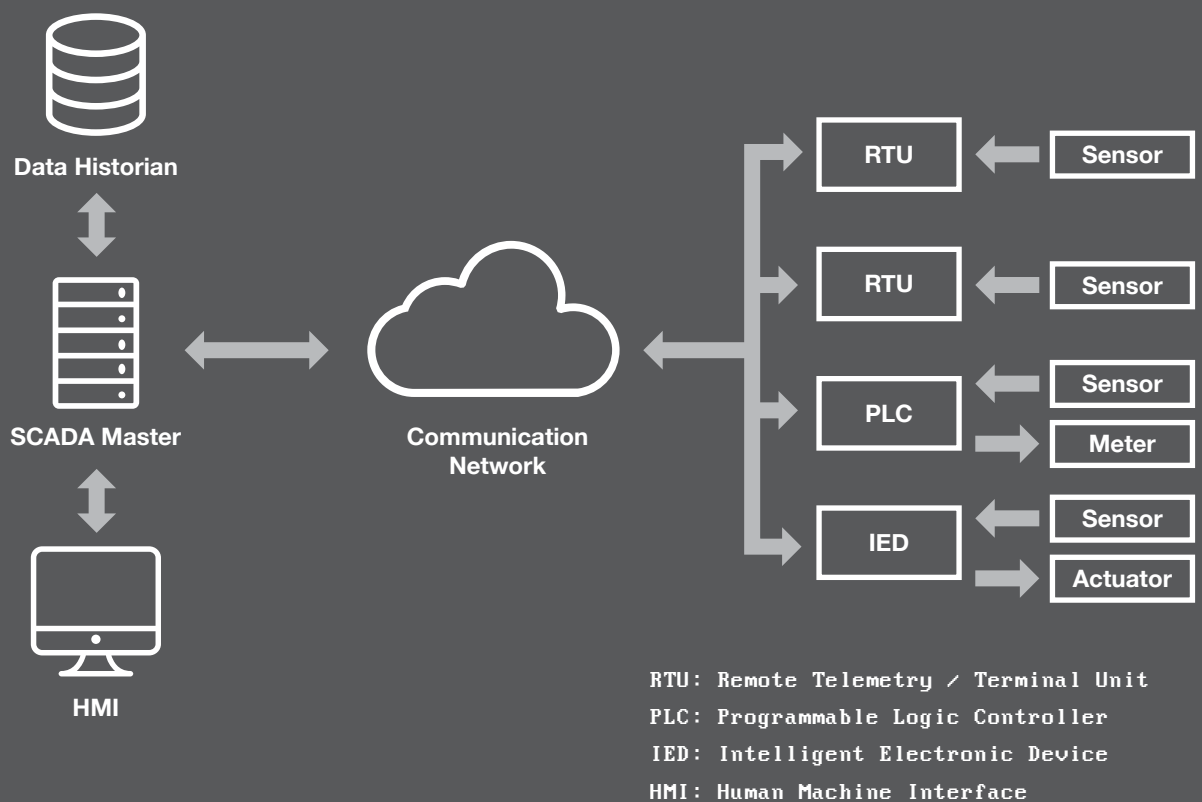 Data Historian
SCADA Master
HMI
Communication
Network
RTU
Sensor
RTU
Sensor
PLC
Sensor
Meter
IED
Sensor
Actuator
RTU: Remote Telemetry / Terminal Unit
PLC: Programmable Logic Controller
IED: Intelligent Electronic Device
HMI: Human Machine Interface